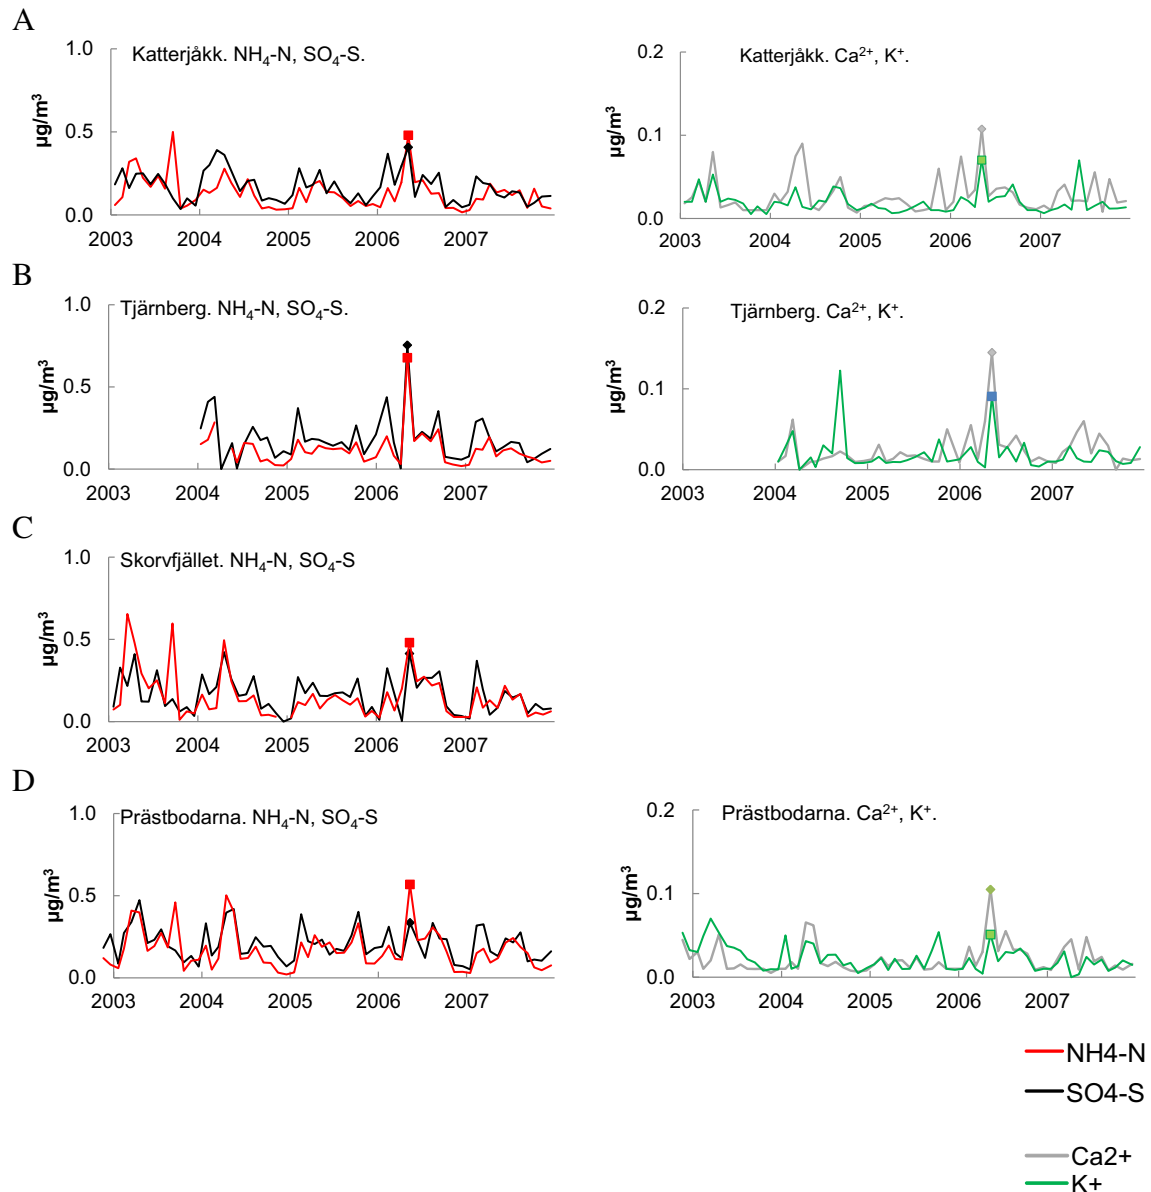 A
Katterjåkk. NH₄-N, SO₄-S.
1.0
0.5
0.0
µg/m³
2003 2004 2005 2006 2007
Katterjåkk. Ca²⁺, K⁺.
0.2
0.1
0.0
µg/m³
2003 2004 2005 2006 2007
B
Tjärnberg. NH₄-N, SO₄-S.
1.0
0.5
0.0
µg/m³
2003 2004 2005 2006 2007
Tjärnberg. Ca²⁺, K⁺.
0.2
0.1
0.0
µg/m³
2003 2004 2005 2006 2007
C
Skorvfjället. NH₄-N, SO₄-S
1.0
0.5
0.0
µg/m³
2003 2004 2005 2006 2007
D
Prästbodarna. NH₄-N, SO₄-S
1.0
0.5
0.0
µg/m³
2003 2004 2005 2006 2007
Prästbodarna. Ca²⁺, K⁺.
0.2
0.1
0.0
µg/m³
2003 2004 2005 2006 2007
NH4-N
SO4-S
Ca2+
K+